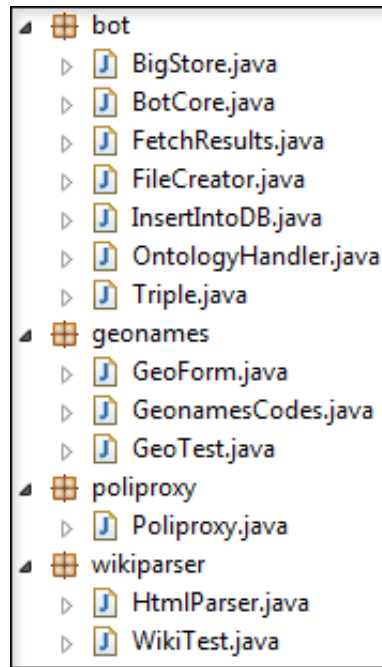 bot
BigStore.java
BotCore.java
FetchResults.java
FileCreator.java
InsertIntoDB.java
OntologyHandler.java
Triple.java
geonames
GeoForm.java
GeonamesCodes.java
GeoTest.java
poliproxy
Poliproxy.java
wikiparser
HtmlParser.java
WikiTest.java